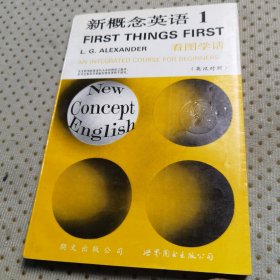 新概念英语 1
FIRST THINGS FIRST
L. G. ALEXANDER
看图学话
AN INTEGRATED COURSE FOR BEGINNERS
(英汉对照)
New
Concept
English
朗文出版公司 世界图书出版公司